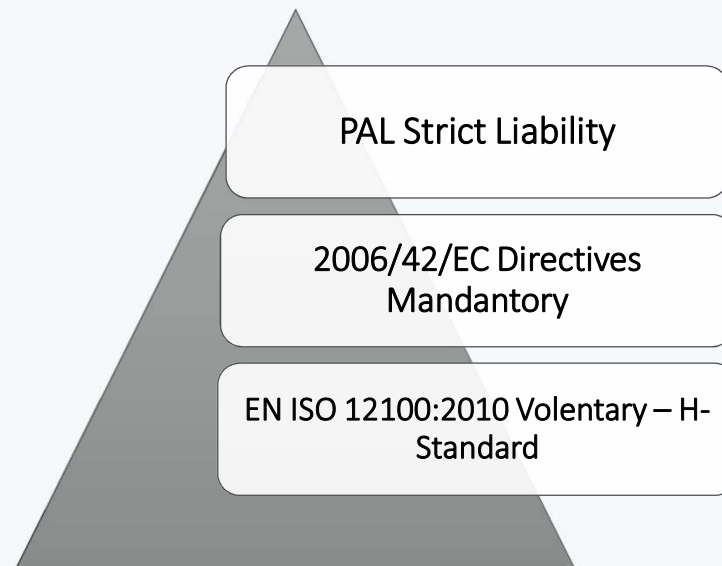 PAL Strict Liability
2006/42/EC Directives
Mandantory
EN ISO 12100:2010 Volentary – H-
Standard